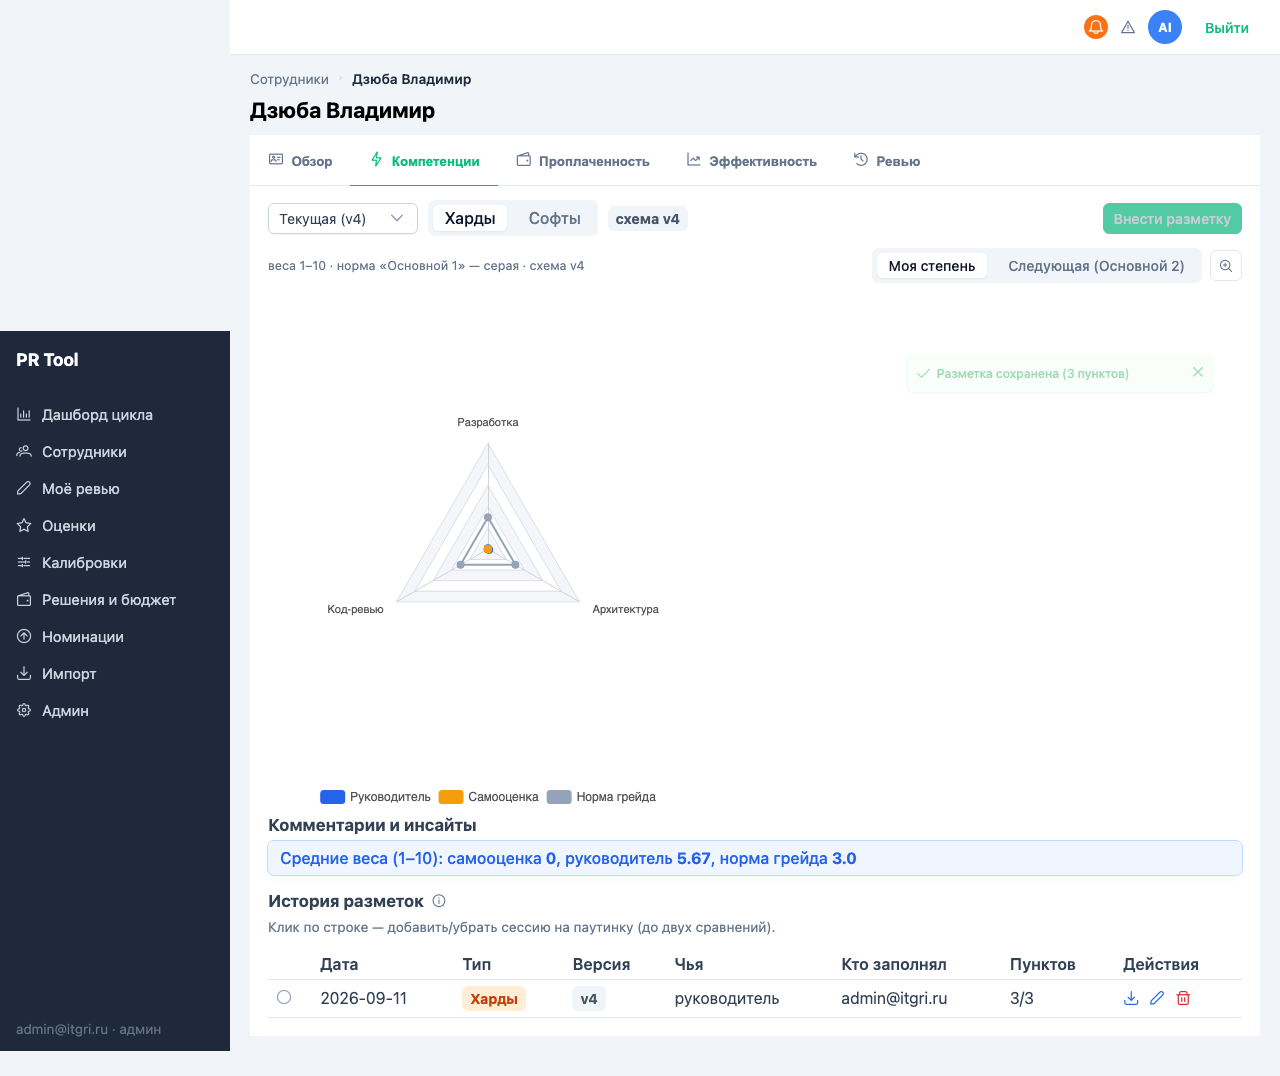 AI
Выйти
Сотрудники
Дзюба Владимир
Дзюба Владимир
Обзор
Компетенции
Проплаченность
Эффективность
Ревью
Текущая (v4)
Харды
Софты
схема v4
Внести разметку
веса 1–10 · норма «Основной 1» — серая · схема v4
Моя степень
Следующая (Основной 2)
Разметка сохранена (3 пунктов)
PR Tool
Дашборд цикла
Сотрудники
Моё ревью
Оценки
Калибровки
Решения и бюджет
Номинации
Импорт
Админ
admin@itgri.ru · админ
Разработка
Код-ревью
Архитектура
Руководитель
Самооценка
Норма грейда
Комментарии и инсайты
Средние веса (1–10): самооценка 0, руководитель 5.67, норма грейда 3.0
История разметок
Клик по строке — добавить/убрать сессию на паутинку (до двух сравнений).
Дата Тип Версия Чья Кто заполнял Пунктов Действия
2026-09-11 Харды v4 руководитель admin@itgri.ru 3/3